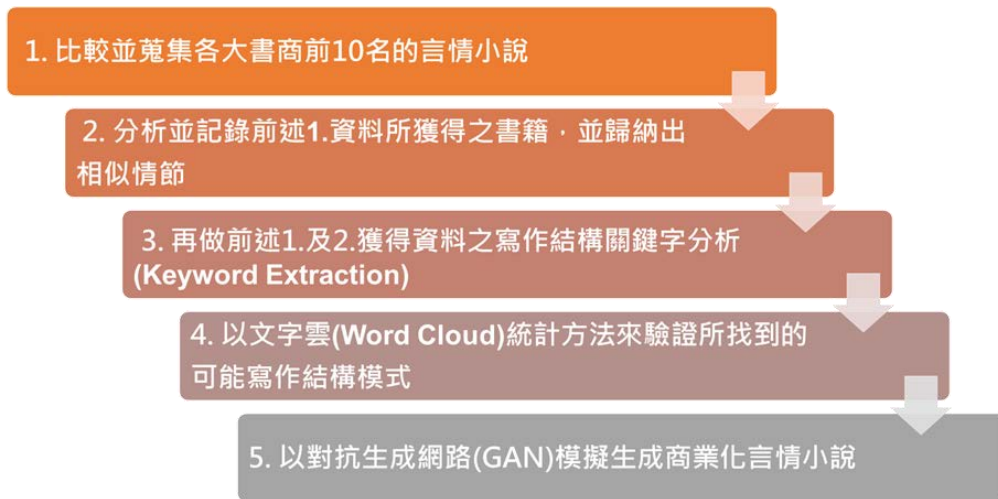 1. 比較並蒐集各大書商前10名的言情小說
2. 分析並記錄前述1.資料所獲得之書籍，並歸納出
相似情節
3. 再做前述1.及2.獲得資料之寫作結構關鍵字分析
(Keyword Extraction)
4. 以文字雲(Word Cloud)統計方法來驗證所找到的
可能寫作結構模式
5. 以對抗生成網路(GAN)模擬生成商業化言情小說